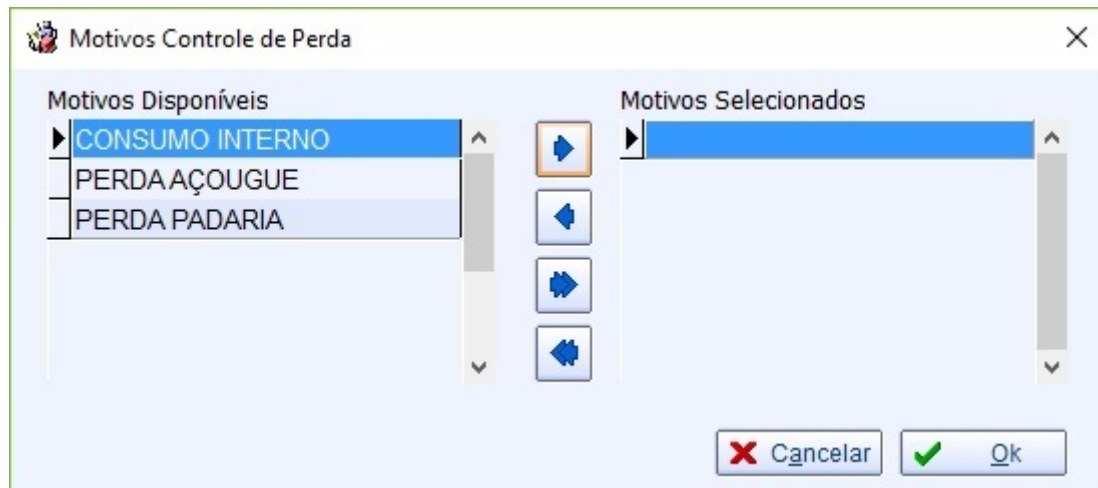 Motivos Controle de Perda
Motivos Disponíveis
CONSUMO INTERNO
PERDA AÇOUGUE
PERDA PADARIA
Motivos Selecionados
Cancelar
Ok